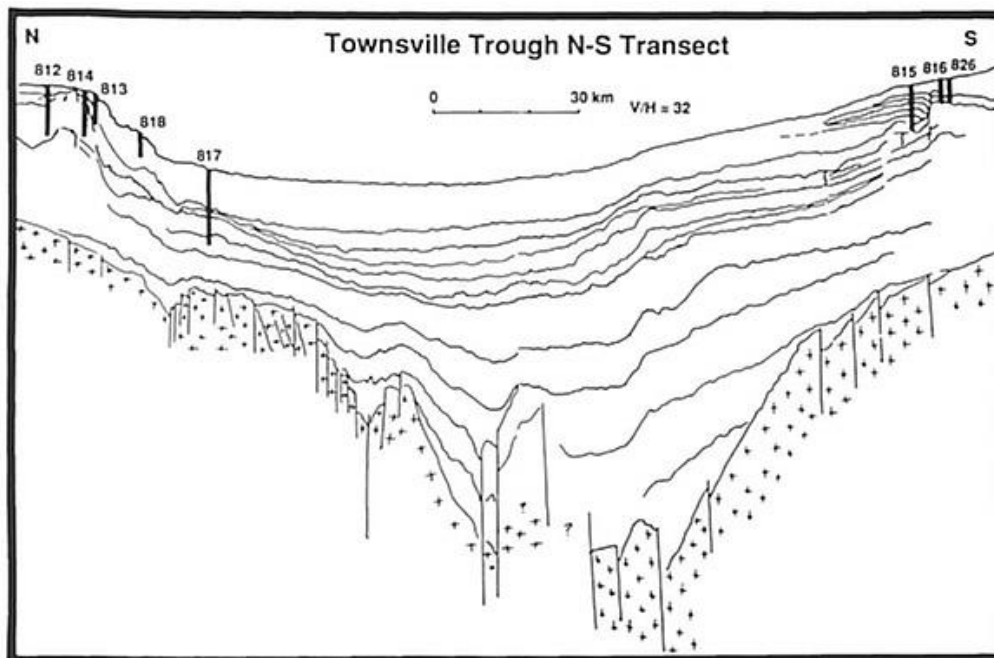 N
Townsville Trough N-S Transect
S
812 814 813
818
817
0 30 km V/H = 32
815 816 826
?
?